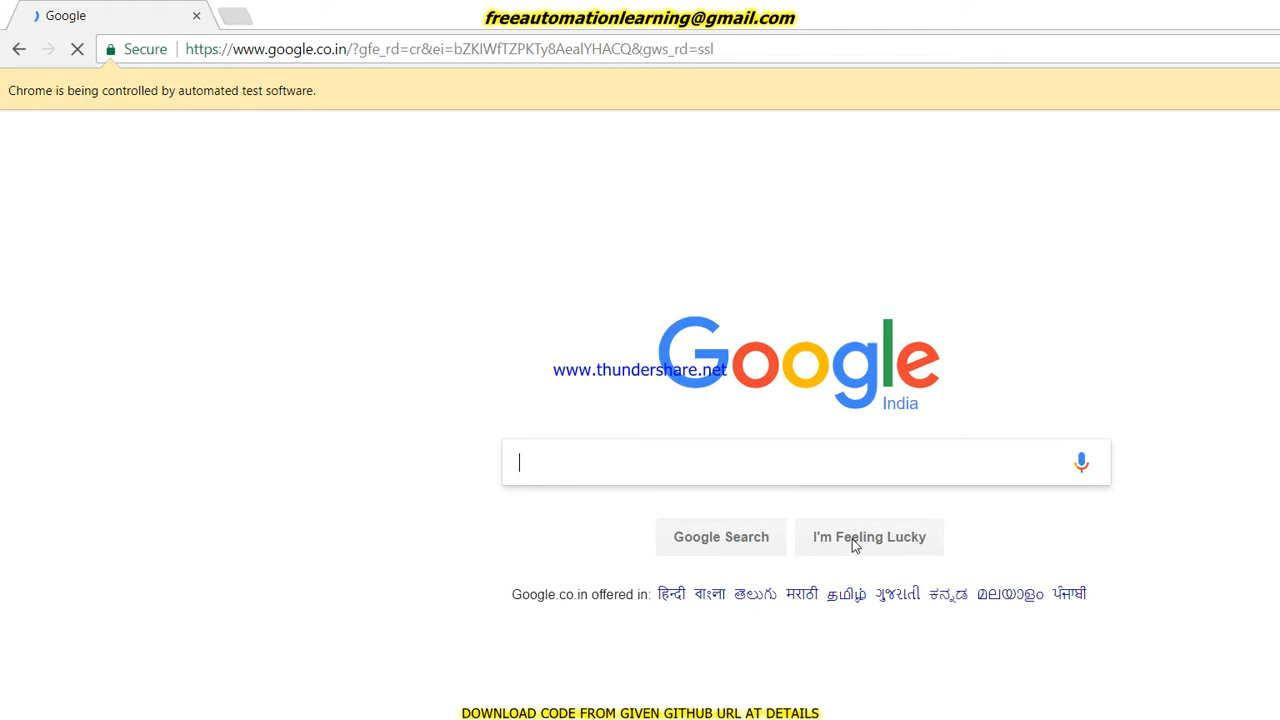 Google
freeautomationlearning@gmail.com
Secure
https://www.google.co.in/?gfe_rd=cr&ei=bZKlWfTZPKTy8AealYHACQ&gws_rd=ssl
Chrome is being controlled by automated test software.
Google
www.thundershare.net
India
Google Search
I'm Feeling Lucky
Google.co.in offered in: हिन्दी বাংলা తెలుగు मराठी தமிழ் ગુજરાતી ಕನ್ನಡ മലയാളം ਪੰਜਾਬੀ
DOWNLOAD CODE FROM GIVEN GITHUB URL AT DETAILS